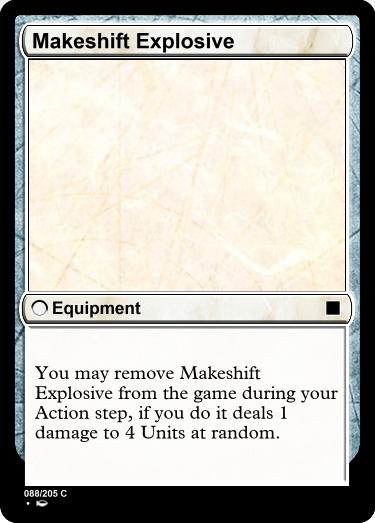 Makeshift Explosive
Equipment
You may remove Makeshift
Explosive from the game during your
Action step, if you do it deals 1
damage to 4 Units at random.
088/205 C